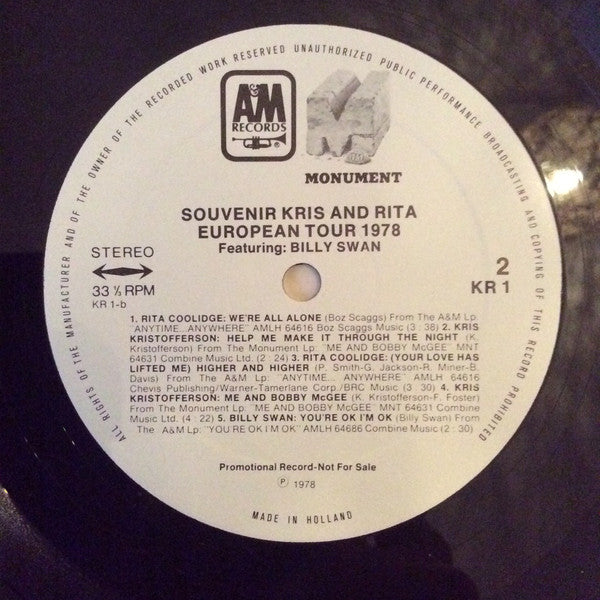 ALL RIGHTS OF THE MANUFACTURER AND OF THE OWNER OF THE RECORDED WORK RESERVED UNAUTHORIZED PUBLIC PERFORMANCE BROADCASTING AND COPYING OF THIS RECORD PROHIBITED
A&M
RECORDS
M
MONUMENT
SOUVENIR KRIS AND RITA
EUROPEAN TOUR 1978
Featuring: BILLY SWAN
STEREO
33 ⅓ RPM
KR 1-b
2
KR 1
1. RITA COOLIDGE: WE'RE ALL ALONE (Boz Scaggs) From The A&M Lp.
"ANYTIME...ANYWHERE" AMLH 64616 Boz Scaggs Music (3 : 38) 2. KRIS
KRISTOFFERSON: HELP ME MAKE IT THROUGH THE NIGHT (K.
Kristofferson) From The Monument Lp: "ME AND BOBBY McGEE" MNT
64631 Combine Music Ltd. (2 : 24) 3. RITA COOLIDGE: (YOUR LOVE HAS
LIFTED ME) HIGHER AND HIGHER (P. Smith-G. Jackson-R. Miner-B.
Davis) From The A&M Lp: "ANYTIME... ANYWHERE" AMLH 64616
Chevis Publishing/Warner-Tamerlane Corp./BRC Music (3 : 30) 4. KRIS
KRISTOFFERSON: ME AND BOBBY McGEE (K. Kristofferson-F. Foster)
From The Monument Lp: "ME AND BOBBY McGEE" MNT 64631 Combine
Music Ltd. (4 : 22) 5. BILLY SWAN: YOU'RE OK I'M OK (Billy Swan) From
The A&M Lp: "YOU'RE OK I'M OK" AMLH 64686 Combine Music (2 : 30)
Promotional Record-Not For Sale
℗ 1978
MADE IN HOLLAND